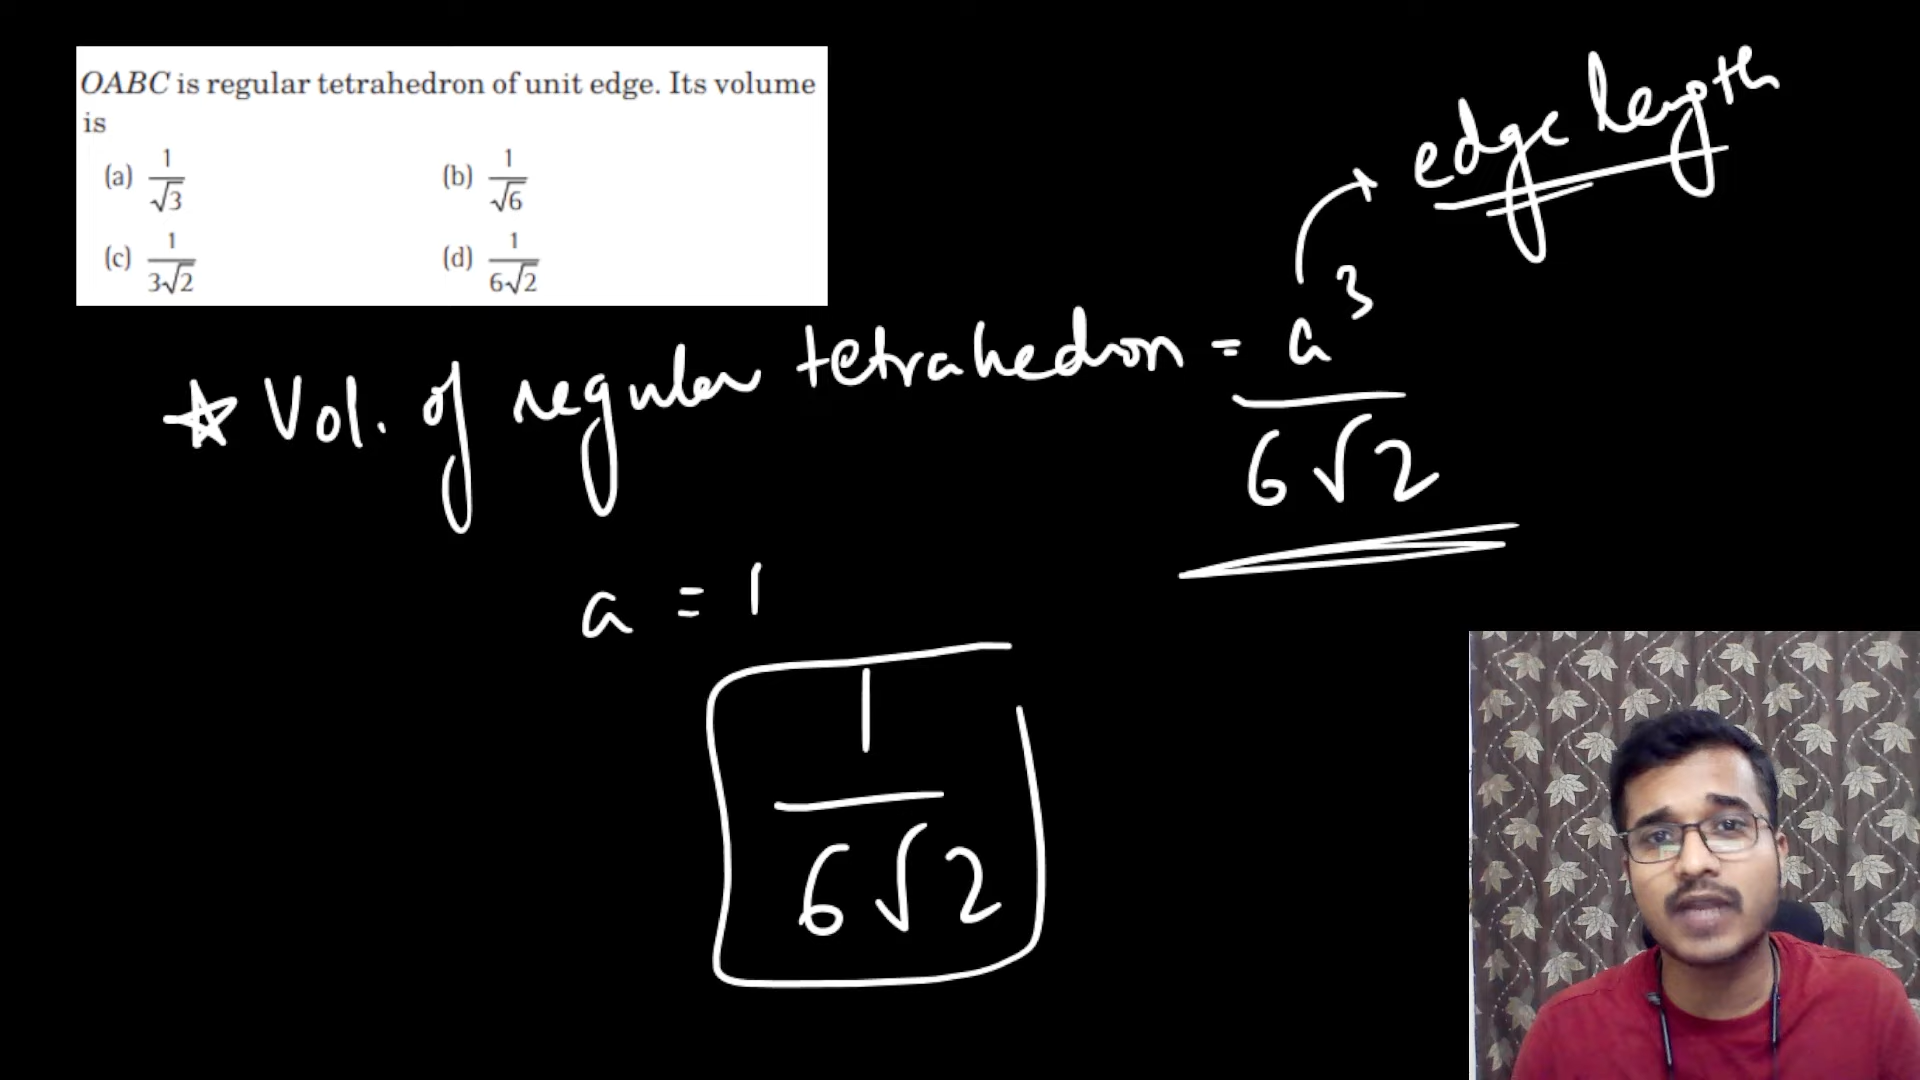 OABC is regular tetrahedron of unit edge. Its volume
is
(a) 1/√3 (b) 1/√6
(c) 1/3√2 (d) 1/6√2
edge length
☆ Vol. of regular tetrahedron = a³/6√2
a = 1
1/6√2